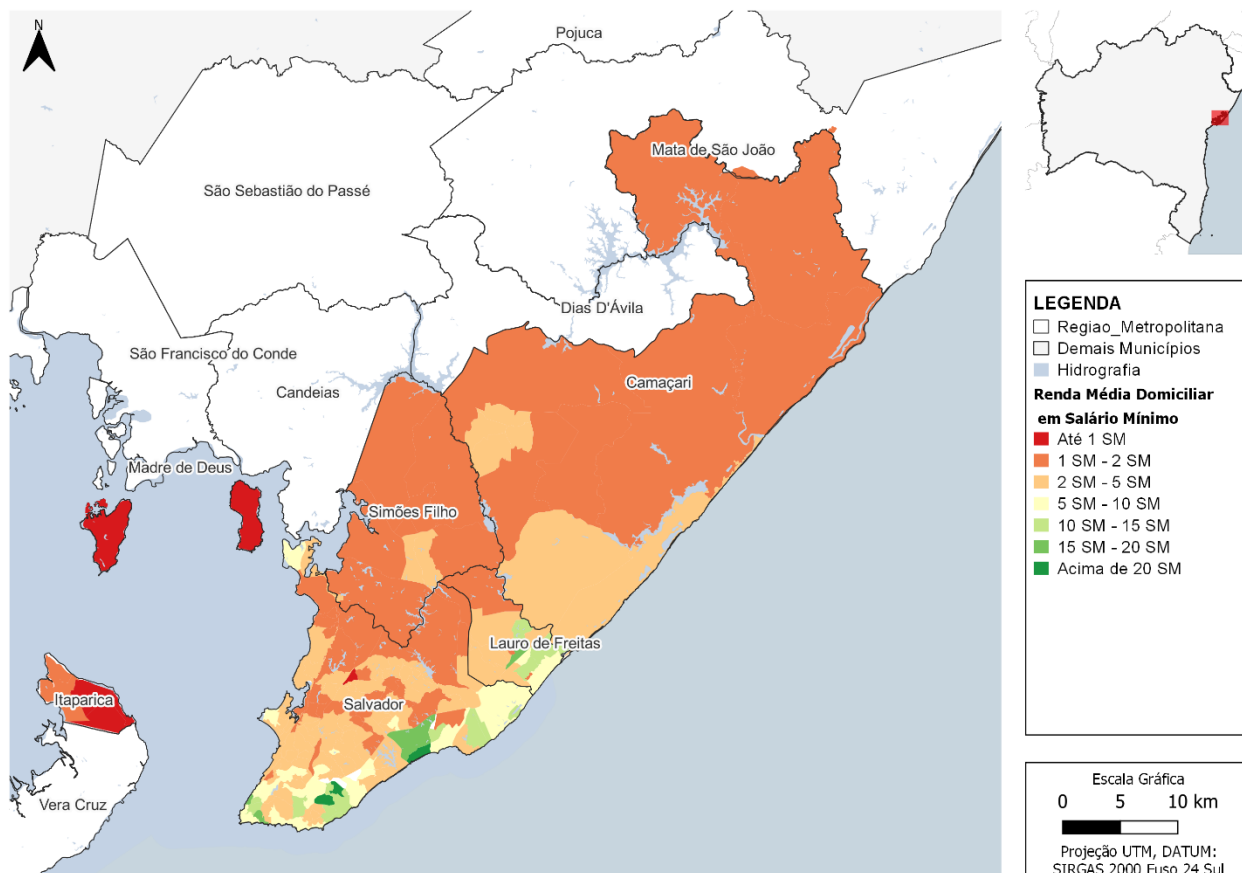 N
Pojuca
Mata de São João
São Sebastião do Passé
Dias D'Ávila
São Francisco do Conde
Camaçari
Candeias
Madre de Deus
Simões Filho
Lauro de Freitas
Itaparica
Salvador
Vera Cruz
LEGENDA
Regiao_Metropolitana
Demais Municípios
Hidrografia
Renda Média Domiciliar
em Salário Mínimo
Até 1 SM
1 SM - 2 SM
2 SM - 5 SM
5 SM - 10 SM
10 SM - 15 SM
15 SM - 20 SM
Acima de 20 SM
Escala Gráfica
0 5 10 km
Projeção UTM, DATUM:
SIRGAS 2000 Fuso 24 Sul